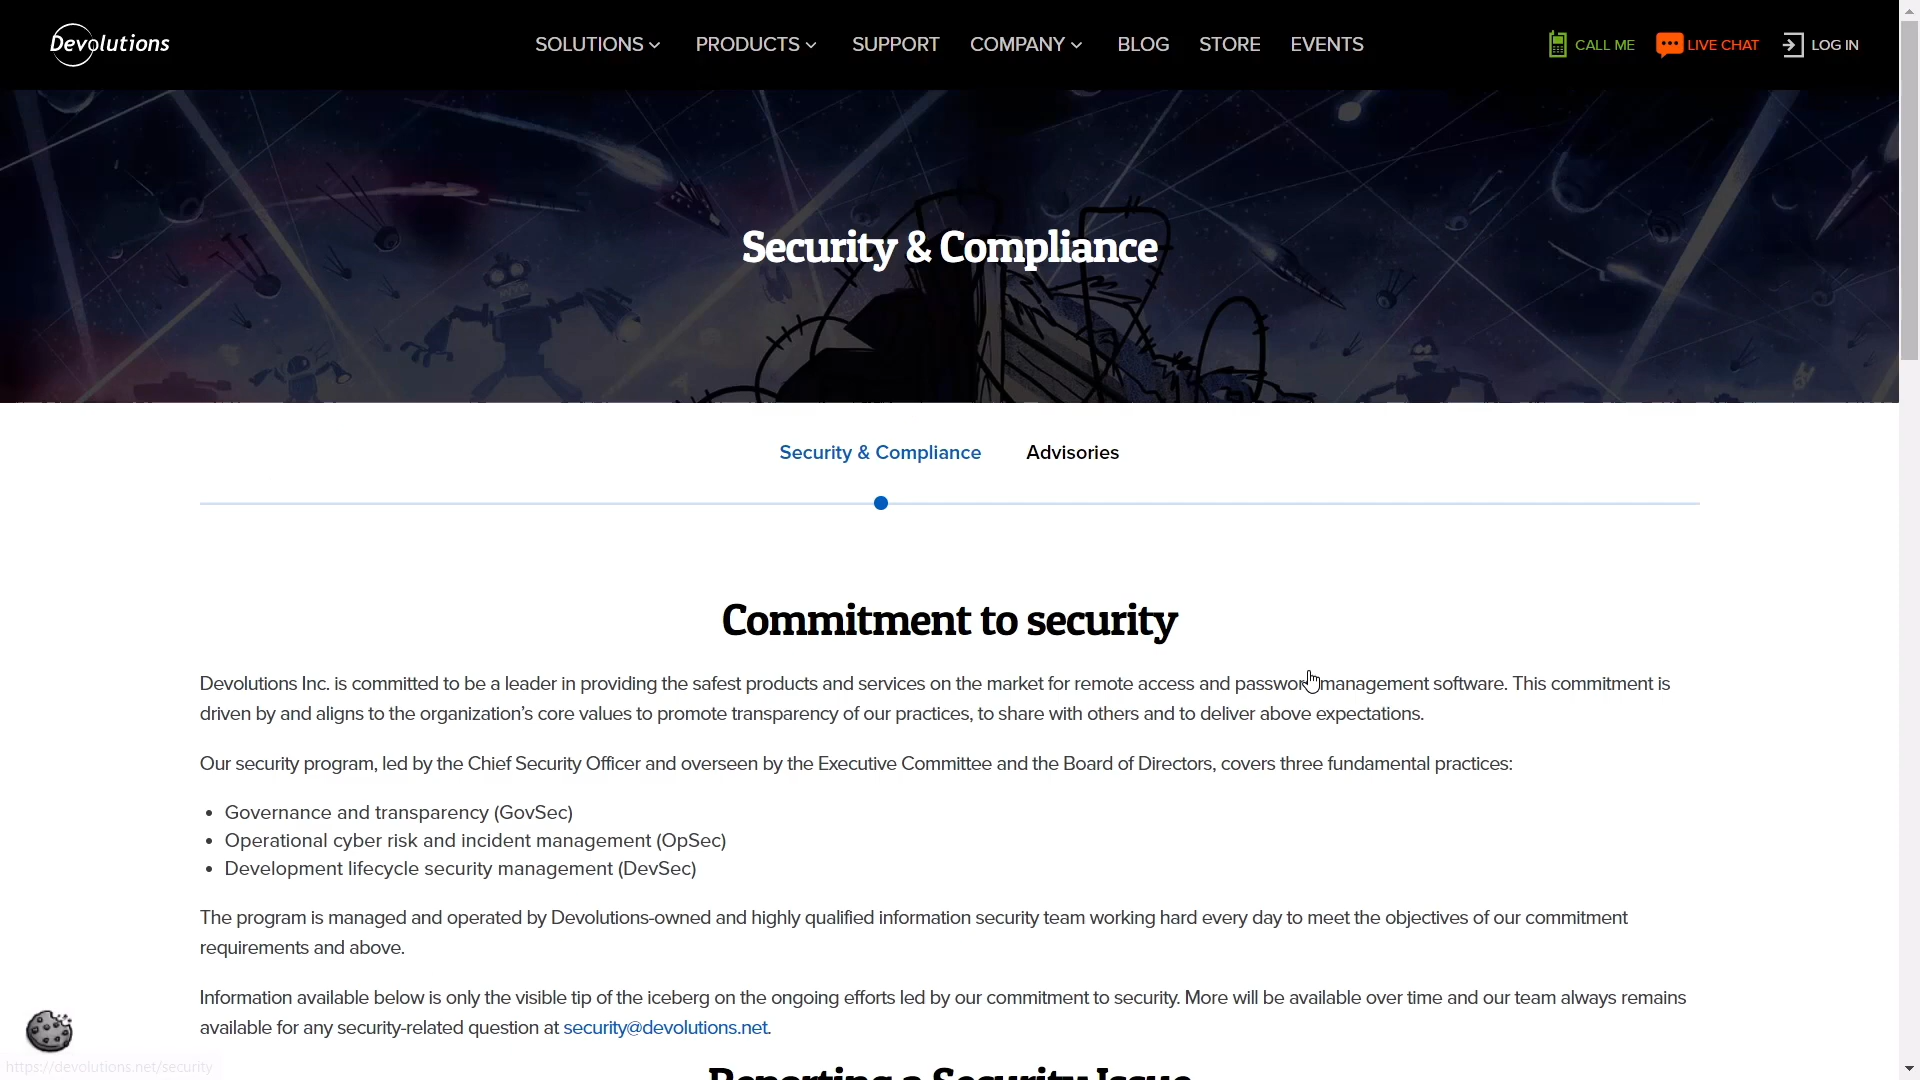 Devolutions
SOLUTIONS PRODUCTS SUPPORT COMPANY BLOG STORE EVENTS
CALL ME LIVE CHAT LOG IN
Security & Compliance
Security & Compliance Advisories
Commitment to security
Devolutions Inc. is committed to be a leader in providing the safest products and services on the market for remote access and password management software. This commitment is
driven by and aligns to the organization's core values to promote transparency of our practices, to share with others and to deliver above expectations.
Our security program, led by the Chief Security Officer and overseen by the Executive Committee and the Board of Directors, covers three fundamental practices:
• Governance and transparency (GovSec)
• Operational cyber risk and incident management (OpSec)
• Development lifecycle security management (DevSec)
The program is managed and operated by Devolutions-owned and highly qualified information security team working hard every day to meet the objectives of our commitment
requirements and above.
Information available below is only the visible tip of the iceberg on the ongoing efforts led by our commitment to security. More will be available over time and our team always remains
available for any security-related question at security@devolutions.net.
https://devolutions.net/security
Reporting a Security Issue